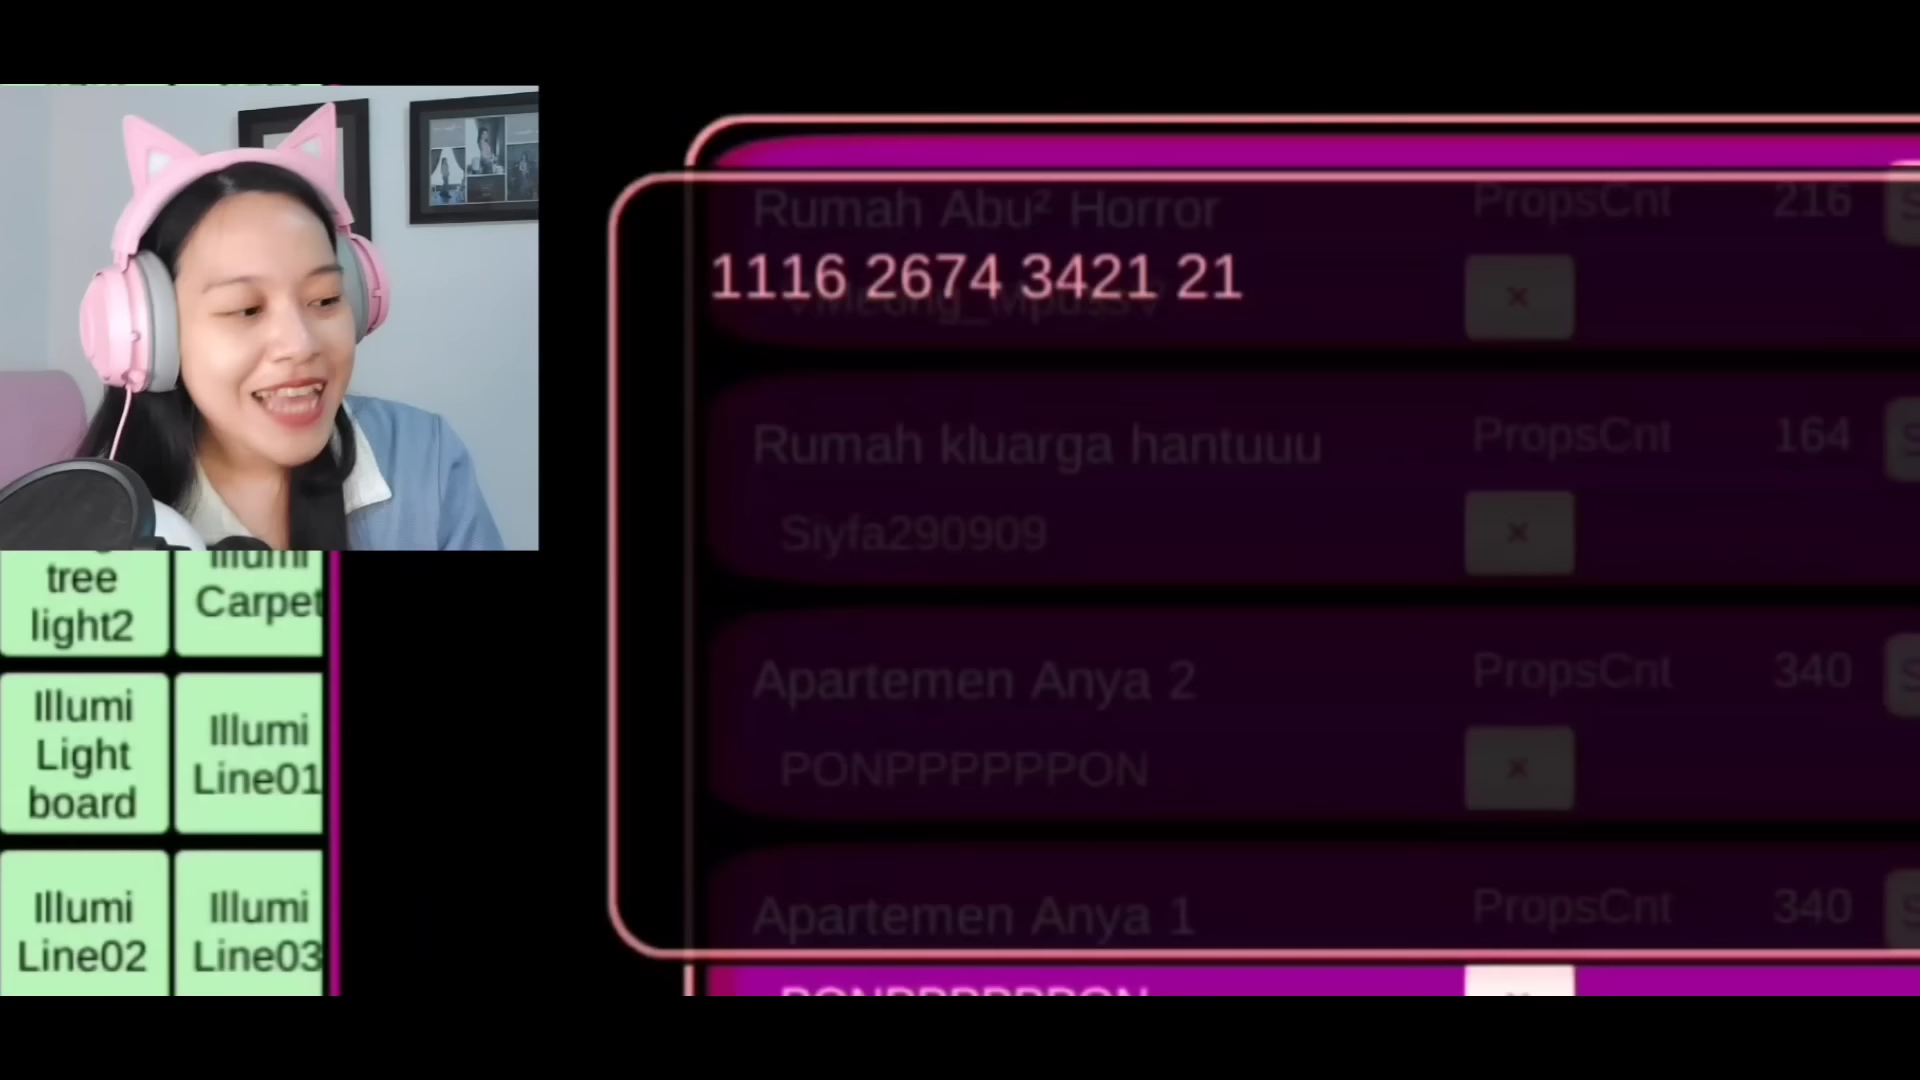 Rumah Abu² Horror
PropsCnt 216
1116 2674 3421 21
×
Rumah kluarga hantuuu
PropsCnt 164
Siyfa290909
×
Apartemen Anya 2
PropsCnt 340
PONPPPPPPON
×
Apartemen Anya 1
PropsCnt 340
PONPPPPPPON
tree
light2
Illumi
Carpet
Illumi
Light
board
Illumi
Line01
Illumi
Line02
Illumi
Line03